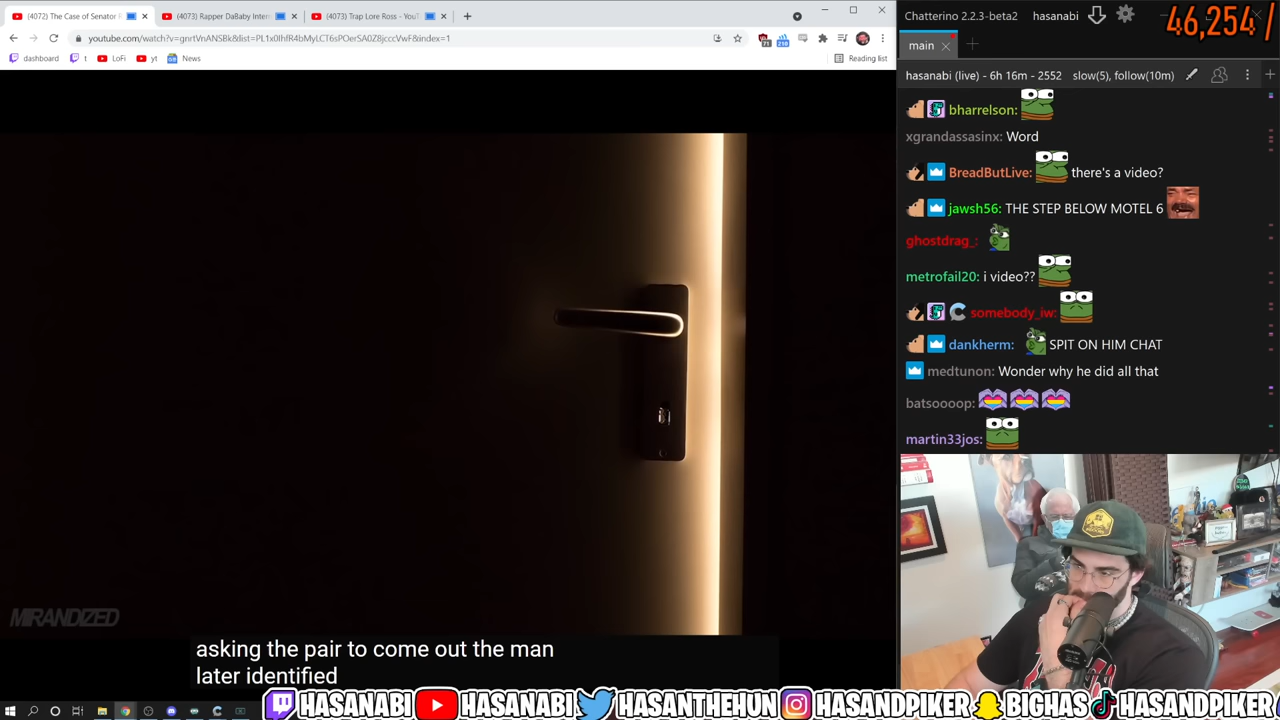 (4072) The Case of Senator R
(4073) Rapper DaBaby Intern
(4074) Trap Lore Ross - YouT
youtube.com/watch?v=gnrtVnANSBk&list=PL1x0IhfR4bMyLCT6sPOerSA0Z8jcccVwF&index=1
dashboard
t
LoFi
yt
News
Reading list
MIRANDIZED
asking the pair to come out the man
later identified
Chatterino 2.2.3-beta2
hasanabi
46,254 /
main
hasanabi (live) - 6h 16m - 2552
slow(5), follow(10m)
bharrelson:
xgrandassasinx: Word
BreadButLive: there's a video?
jawsh56: THE STEP BELOW MOTEL 6
ghostdrag_:
metrofail20: i video??
somebody_iw:
dankherm: SPIT ON HIM CHAT
medtunon: Wonder why he did all that
batsoooop:
martin33jos:
HASANABI
HASANABI
HASANTHEHUN
HASANDPIKER
BIGHAS
HASANDPIKER